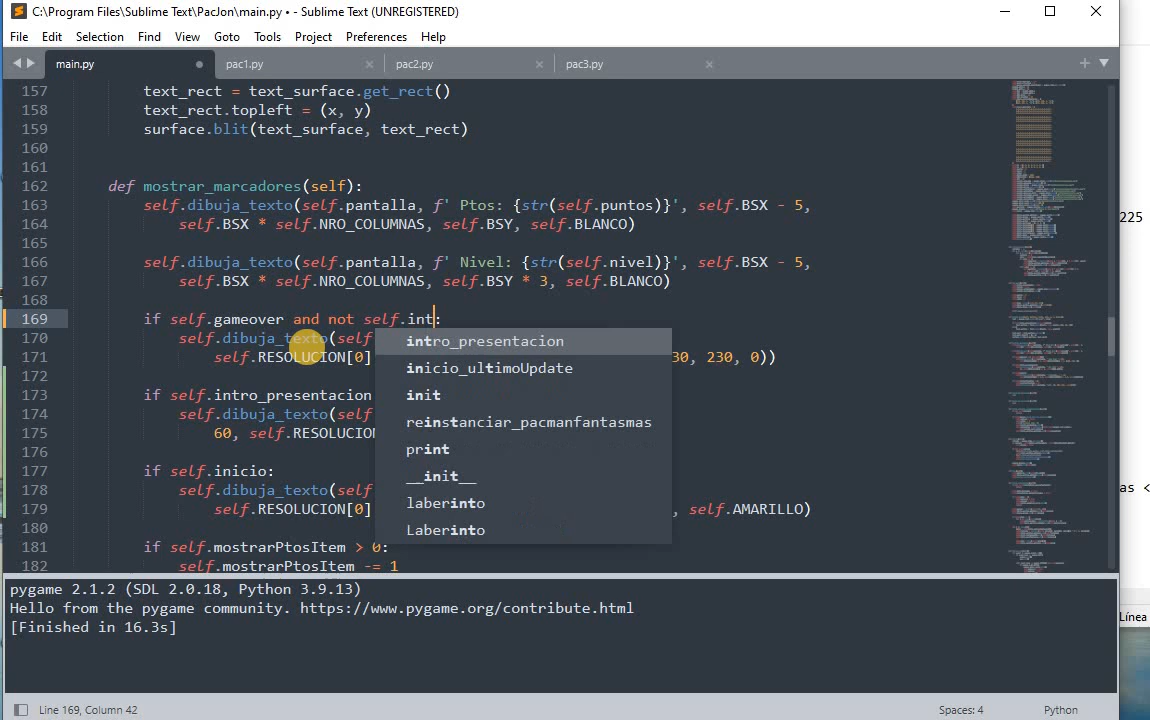 C:\Program Files\Sublime Text\PacJon\main.py • - Sublime Text (UNREGISTERED)
File Edit Selection Find View Goto Tools Project Preferences Help
main.py pac1.py pac2.py pac3.py
157 text_rect = text_surface.get_rect()
158 text_rect.topleft = (x, y)
159 surface.blit(text_surface, text_rect)
160
161
162 def mostrar_marcadores(self):
163 self.dibuja_texto(self.pantalla, f' Ptos: {str(self.puntos)}', self.BSX - 5,
164 self.BSX * self.NRO_COLUMNAS, self.BSY, self.BLANCO)
165
166 self.dibuja_texto(self.pantalla, f' Nivel: {str(self.nivel)}', self.BSX - 5,
167 self.BSX * self.NRO_COLUMNAS, self.BSY * 3, self.BLANCO)
168
169 if self.gameover and not self.int:
170 self.dibuja_texto(self
171 self.RESOLUCION[0] 30, 230, 0))
172
173 if self.intro_presentacion
174 self.dibuja_texto(self
175 60, self.RESOLUCION
176
177 if self.inicio:
178 self.dibuja_texto(self
179 self.RESOLUCION[0] , self.AMARILLO)
180
181 if self.mostrarPtosItem > 0:
182 self.mostrarPtosItem -= 1
intro_presentacion
inicio_ultimoUpdate
init
reinstanciar_pacmanfantasmas
print
__init__
laberinto
Laberinto
225
as <
Línea
pygame 2.1.2 (SDL 2.0.18, Python 3.9.13)
Hello from the pygame community. https://www.pygame.org/contribute.html
[Finished in 16.3s]
Line 169, Column 42 Spaces: 4 Python